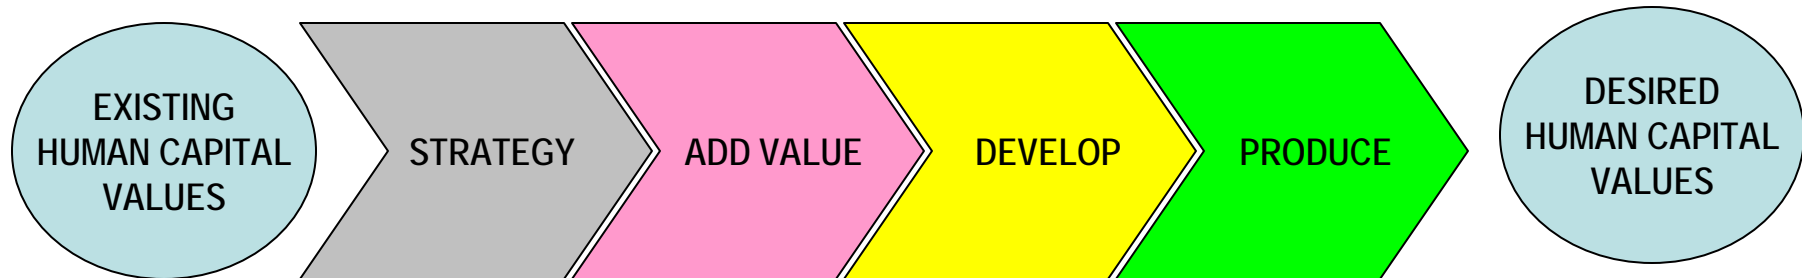 EXISTING
HUMAN CAPITAL
VALUES
STRATEGY
ADD VALUE
DEVELOP
PRODUCE
DESIRED
HUMAN CAPITAL
VALUES